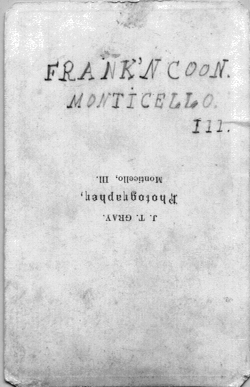 FRANK'N COON.
MONTICELLO.
Ill.
J. T. GRAY.
Photographer,
Monticello, Ill.